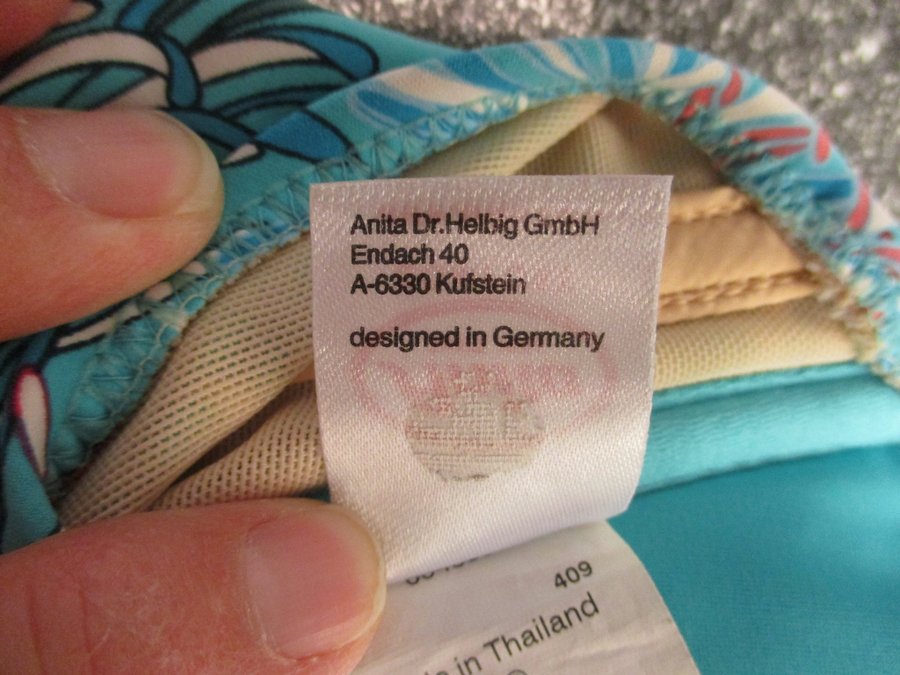 Anita Dr.Helbig GmbH
Endach 40
A-6330 Kufstein
designed in Germany
409
in Thailand